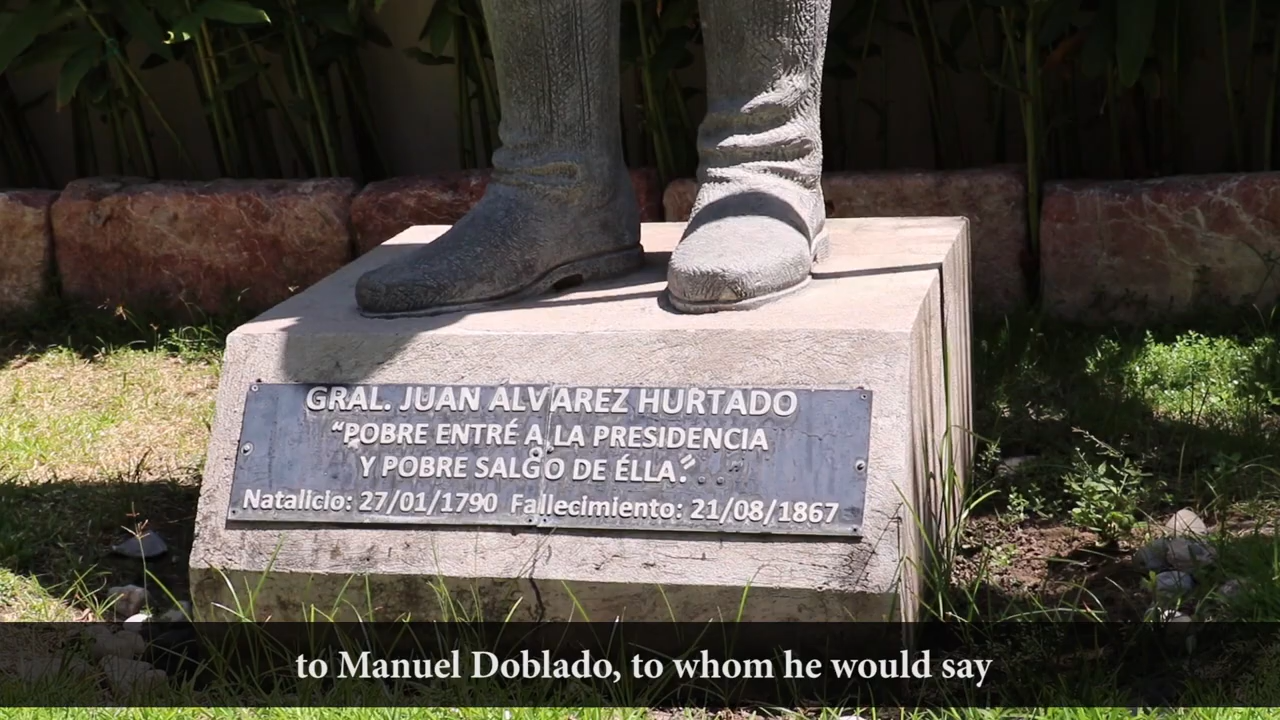 GRAL. JUAN ALVAREZ HURTADO
“POBRE ENTRÉ A LA PRESIDENCIA
Y POBRE SALGO DE ÉLLA.”
Natalicio: 27/01/1790 Fallecimiento: 21/08/1867
to Manuel Doblado, to whom he would say